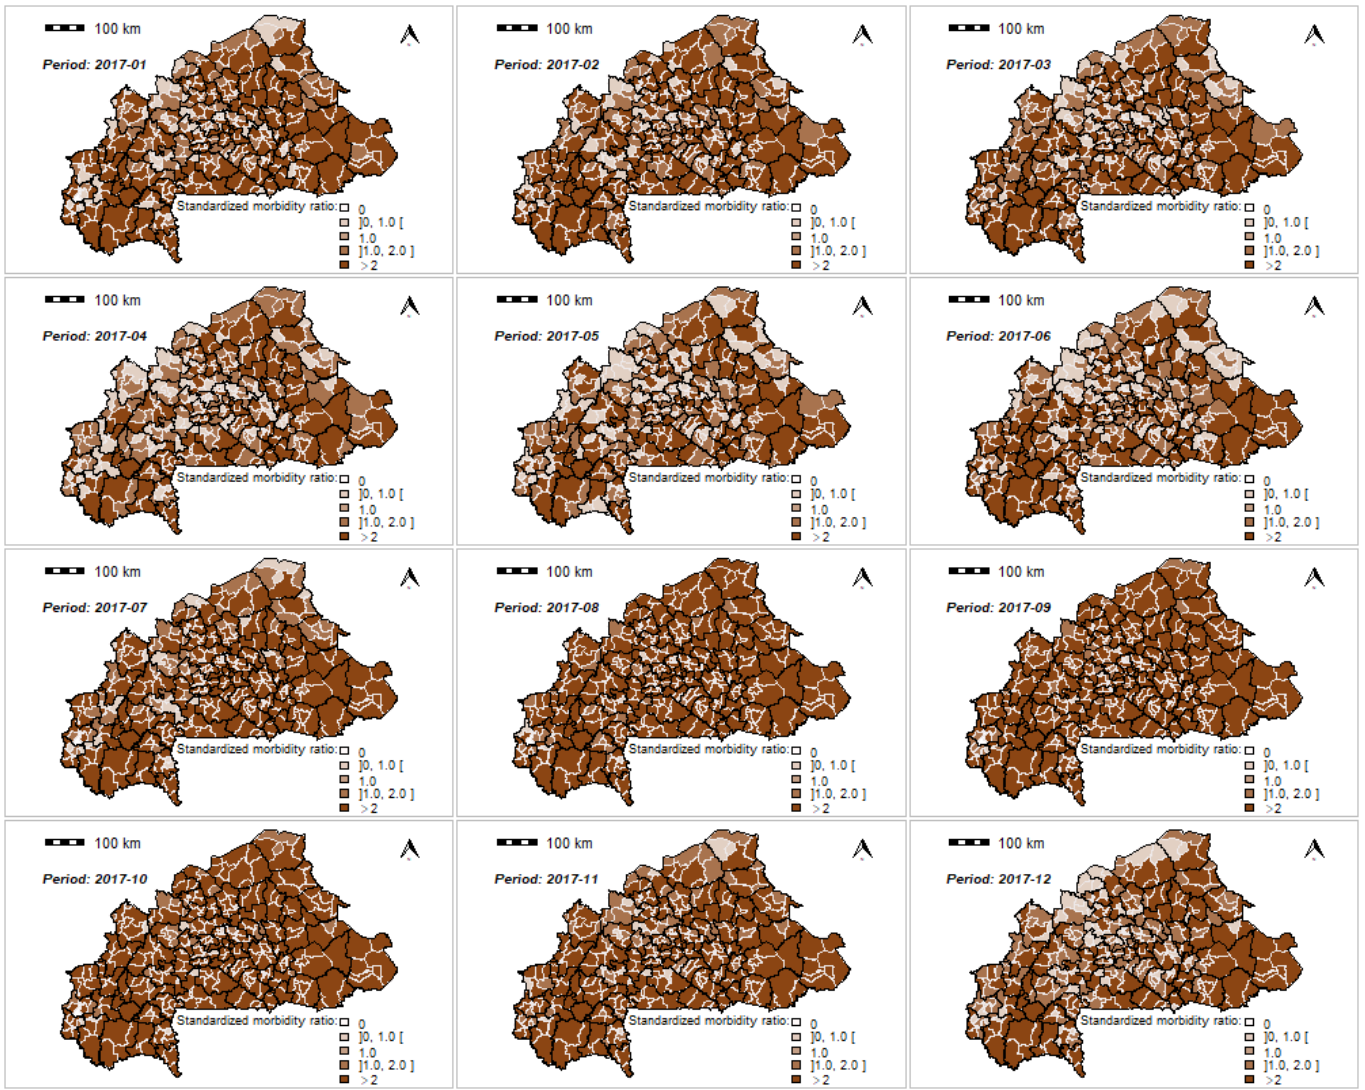 100 km
Period: 2017-01
Standardized morbidity ratio:
0
]0, 1.0 [
1.0
]1.0, 2.0 ]
>2
100 km
Period: 2017-02
Standardized morbidity ratio:
0
]0, 1.0 [
1.0
]1.0, 2.0 ]
>2
100 km
Period: 2017-03
Standardized morbidity ratio:
0
]0, 1.0 [
1.0
]1.0, 2.0 ]
>2
100 km
Period: 2017-04
Standardized morbidity ratio:
0
]0, 1.0 [
1.0
]1.0, 2.0 ]
>2
100 km
Period: 2017-05
Standardized morbidity ratio:
0
]0, 1.0 [
1.0
]1.0, 2.0 ]
>2
100 km
Period: 2017-06
Standardized morbidity ratio:
0
]0, 1.0 [
1.0
]1.0, 2.0 ]
>2
100 km
Period: 2017-07
Standardized morbidity ratio:
0
]0, 1.0 [
1.0
]1.0, 2.0 ]
>2
100 km
Period: 2017-08
Standardized morbidity ratio:
0
]0, 1.0 [
1.0
]1.0, 2.0 ]
>2
100 km
Period: 2017-09
Standardized morbidity ratio:
0
]0, 1.0 [
1.0
]1.0, 2.0 ]
>2
100 km
Period: 2017-10
Standardized morbidity ratio:
0
]0, 1.0 [
1.0
]1.0, 2.0 ]
>2
100 km
Period: 2017-11
Standardized morbidity ratio:
0
]0, 1.0 [
1.0
]1.0, 2.0 ]
>2
100 km
Period: 2017-12
Standardized morbidity ratio:
0
]0, 1.0 [
1.0
]1.0, 2.0 ]
>2